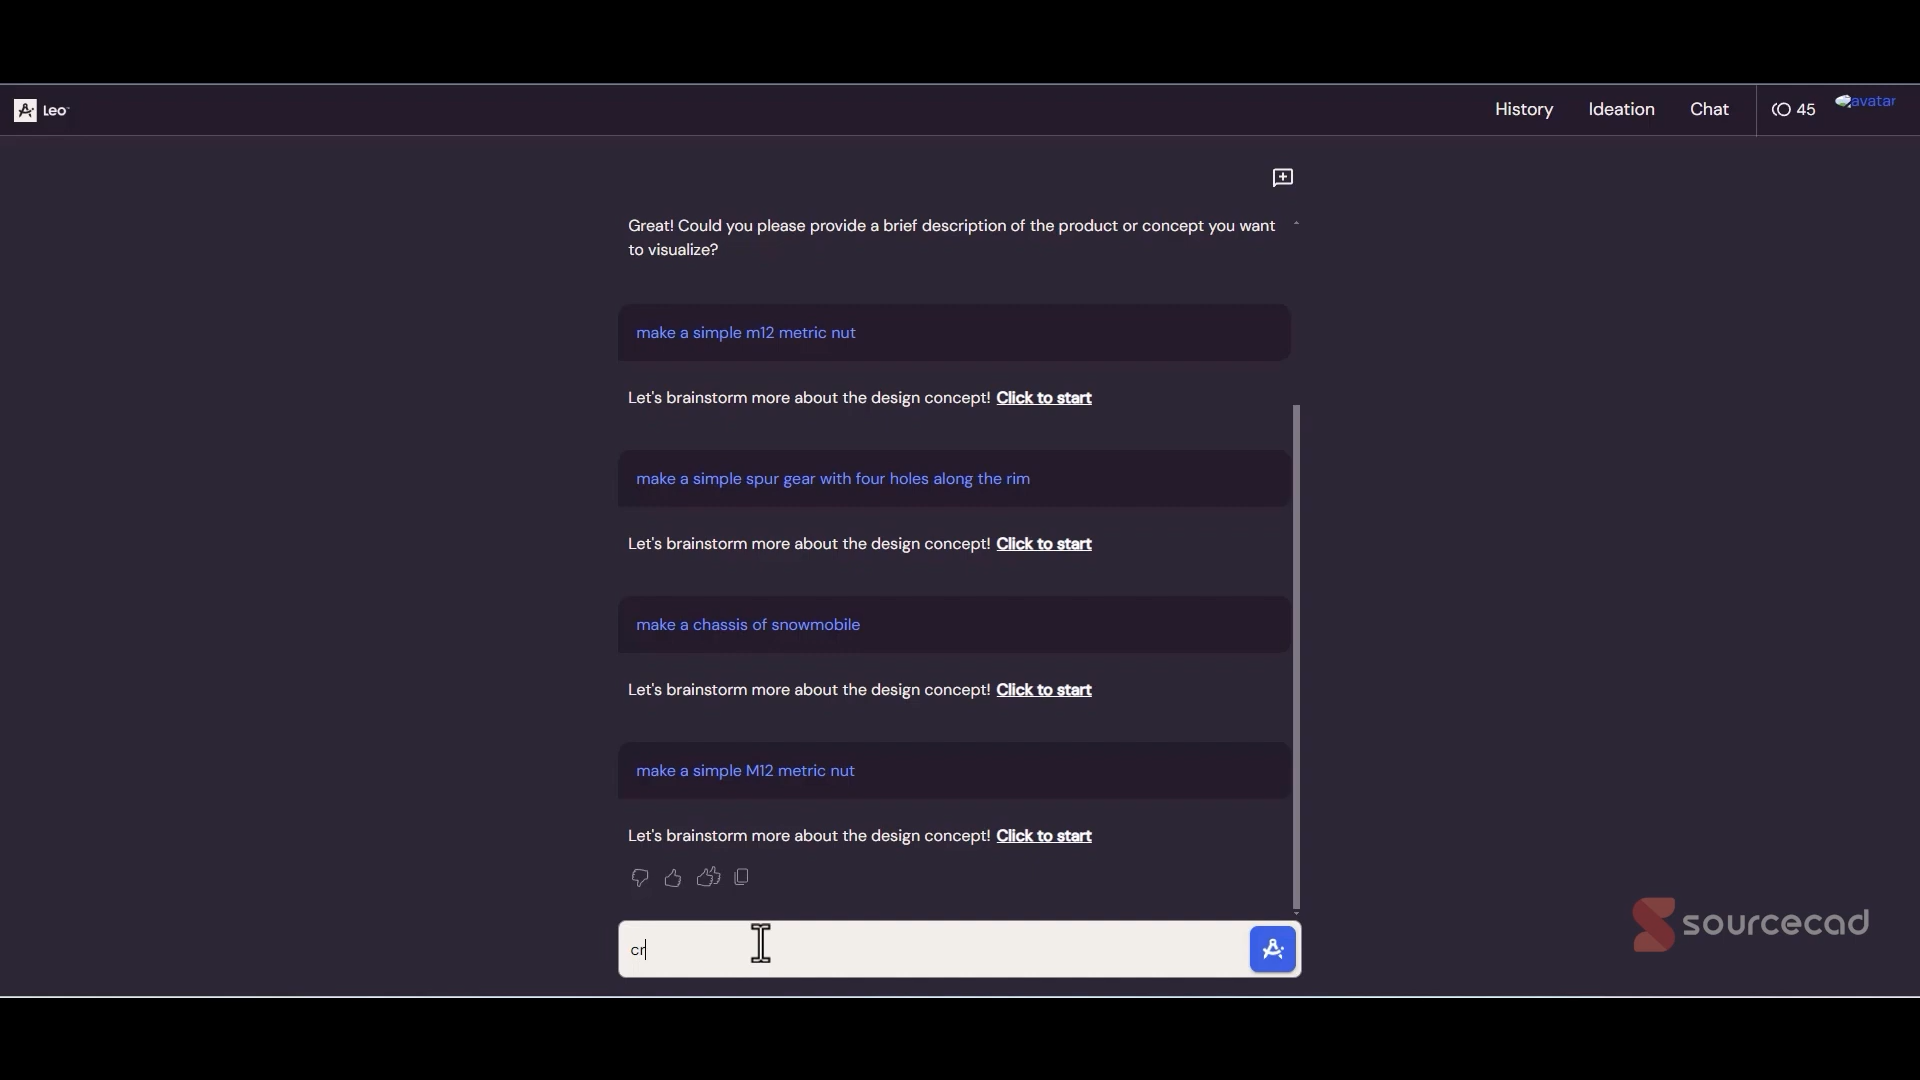 Leo
History Ideation Chat 45 avatar
Great! Could you please provide a brief description of the product or concept you want
to visualize?
make a simple m12 metric nut
Let's brainstorm more about the design concept! Click to start
make a simple spur gear with four holes along the rim
Let's brainstorm more about the design concept! Click to start
make a chassis of snowmobile
Let's brainstorm more about the design concept! Click to start
make a simple M12 metric nut
Let's brainstorm more about the design concept! Click to start
cr
sourcecad